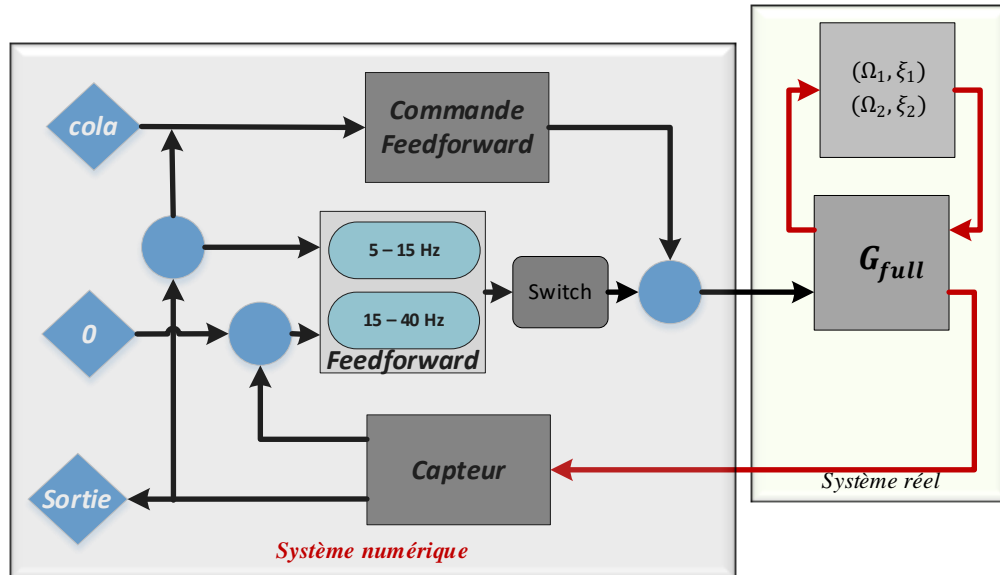 cola
Commande
Feedforward
(Ω₁, ξ₁)
(Ω₂, ξ₂)
5 – 15 Hz
G_full
Switch
0
15 – 40 Hz
Feedforward
Capteur
Sortie
Système réel
Système numérique